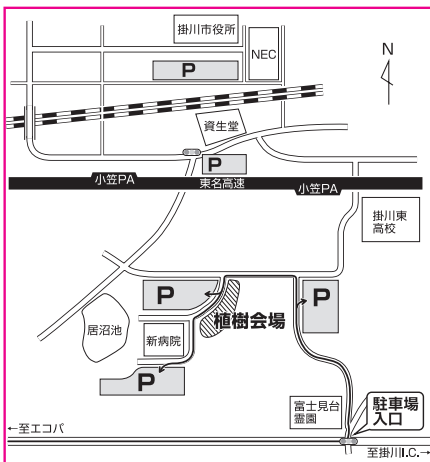 掛川市役所
NEC
P
N
資生堂
P
小笠PA
東名高速
小笠PA
掛川東
高校
P
P
植樹会場
居沼池
新病院
P
富士見台
霊園
駐車場
入口
←至エコパ
至掛川I.C.→